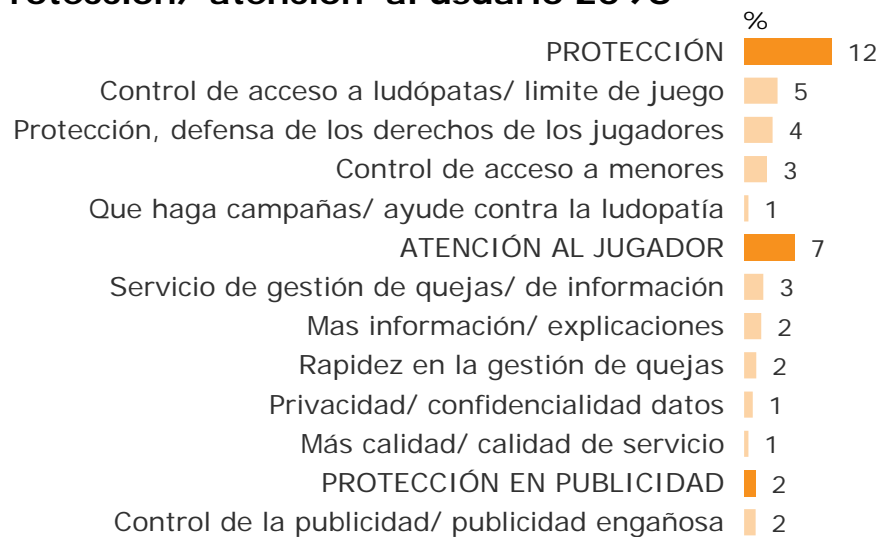 %
PROTECCIÓN 12
Control de acceso a ludópatas/ limite de juego 5
Protección, defensa de los derechos de los jugadores 4
Control de acceso a menores 3
Que haga campañas/ ayude contra la ludopatía 1
ATENCIÓN AL JUGADOR 7
Servicio de gestión de quejas/ de información 3
Mas información/ explicaciones 2
Rapidez en la gestión de quejas 2
Privacidad/ confidencialidad datos 1
Más calidad/ calidad de servicio 1
PROTECCIÓN EN PUBLICIDAD 2
Control de la publicidad/ publicidad engañosa 2